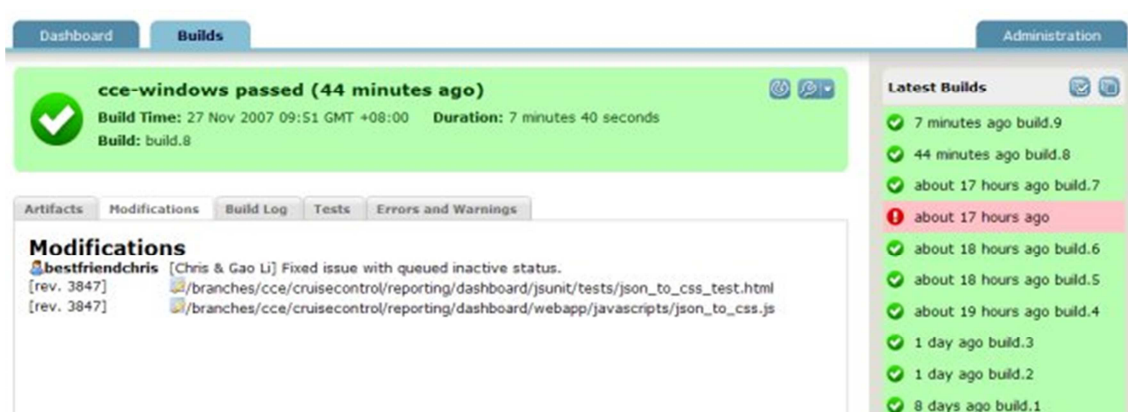 Dashboard Builds Administration
cce-windows passed (44 minutes ago)
Build Time: 27 Nov 2007 09:51 GMT +08:00 Duration: 7 minutes 40 seconds
Build: build.8
Artifacts Modifications Build Log Tests Errors and Warnings
Modifications
bestfriendchris [Chris & Gao Li] Fixed issue with queued inactive status.
[rev. 3847] /branches/cce/cruisecontrol/reporting/dashboard/jsunit/tests/json_to_css_test.html
[rev. 3847] /branches/cce/cruisecontrol/reporting/dashboard/webapp/javascripts/json_to_css.js
Latest Builds
7 minutes ago build.9
44 minutes ago build.8
about 17 hours ago build.7
about 17 hours ago
about 18 hours ago build.6
about 18 hours ago build.5
about 19 hours ago build.4
1 day ago build.3
1 day ago build.2
8 days ago build.1